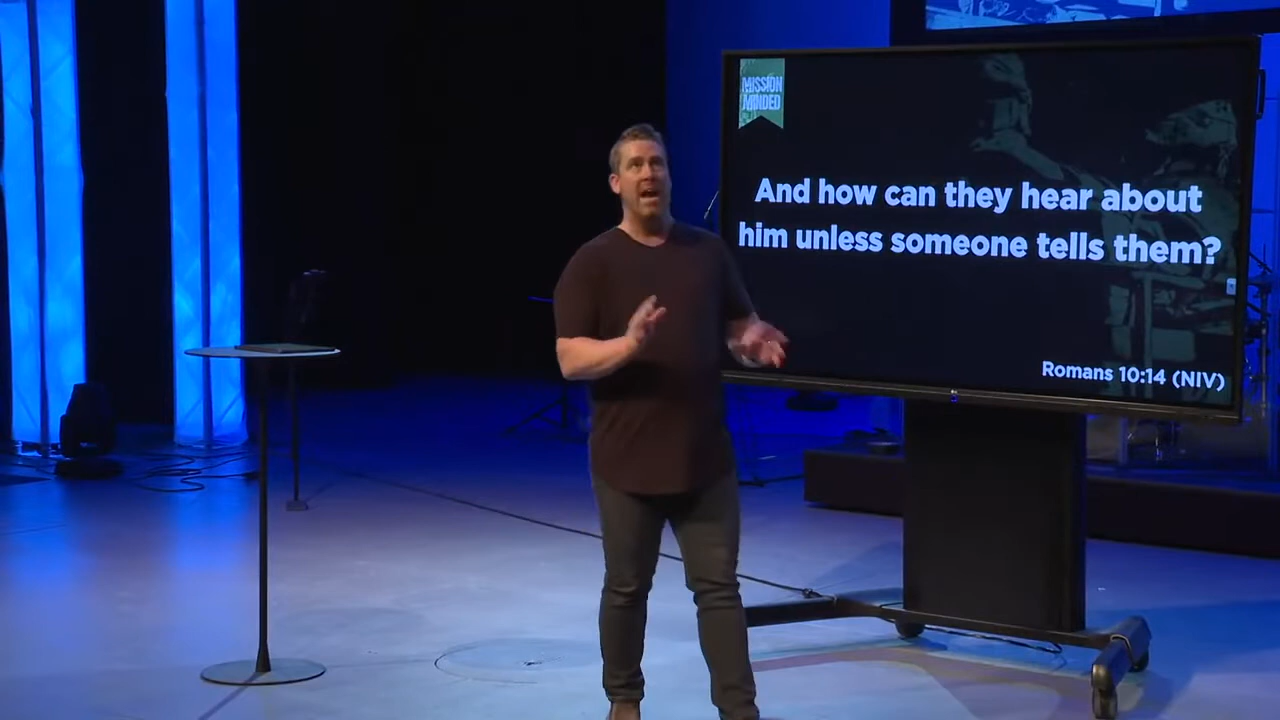 MISSION
MINDED
And how can they hear about
him unless someone tells them?
Romans 10:14 (NIV)